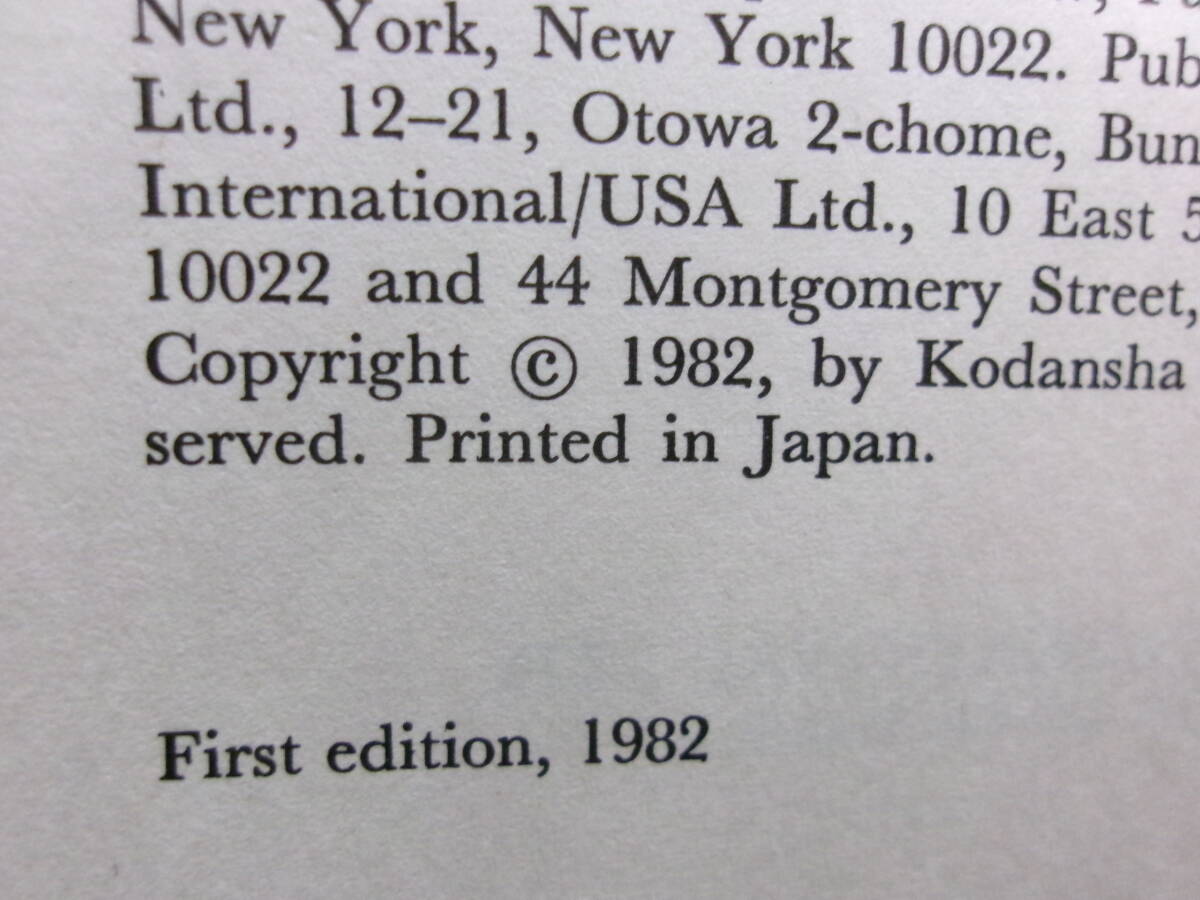 New York, New York 10022. Pub
Ltd., 12–21, Otowa 2-chome, Bun
International/USA Ltd., 10 East 5
10022 and 44 Montgomery Street,
Copyright © 1982, by Kodansha
served. Printed in Japan.
First edition, 1982